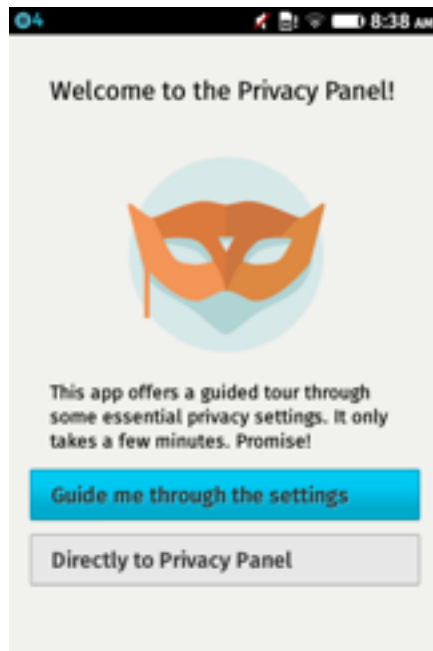 4 8:38 AM
Welcome to the Privacy Panel!
This app offers a guided tour through
some essential privacy settings. It only
takes a few minutes. Promise!
Guide me through the settings
Directly to Privacy Panel